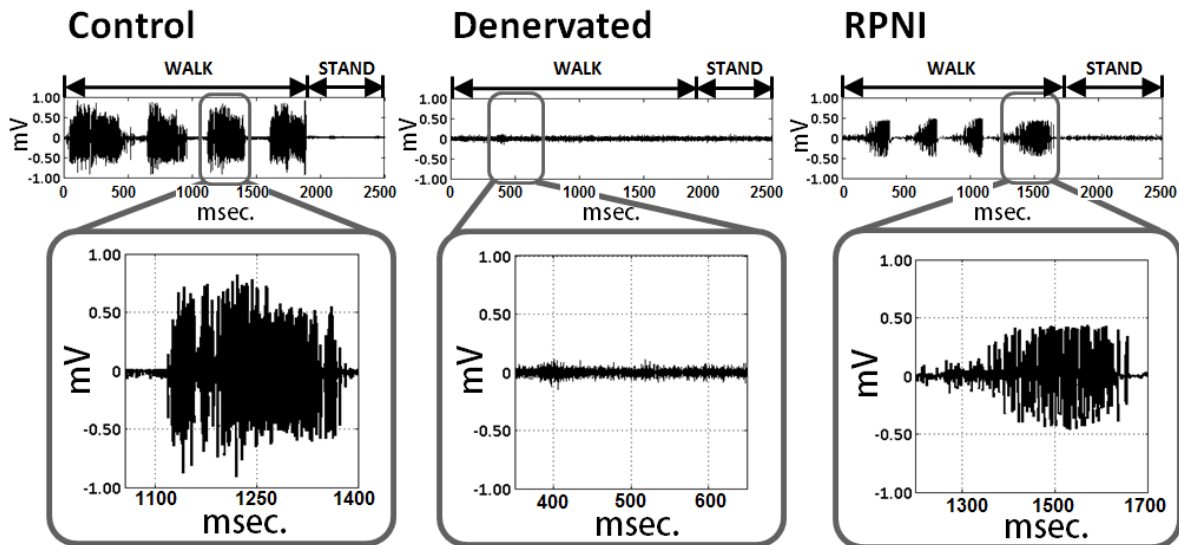 Control Denervated RPNI
WALK STAND WALK STAND WALK STAND
1.00 1.00 1.00
0.50 0.50 0.50
0 0 0
-0.50 -0.50 -0.50
-1.00 -1.00 -1.00
mV mV mV
0 500 1000 1500 2000 2500 0 500 1000 1500 2000 2500 0 500 1000 1500 2000 2500
msec. msec. msec.
1.00 1.00 1.00
0.50 0.50 0.50
0 0 0
-0.50 -0.50 -0.50
-1.00 -1.00 -1.00
mV mV mV
1100 1250 1400 400 500 600 1300 1500 1700
msec. msec. msec.